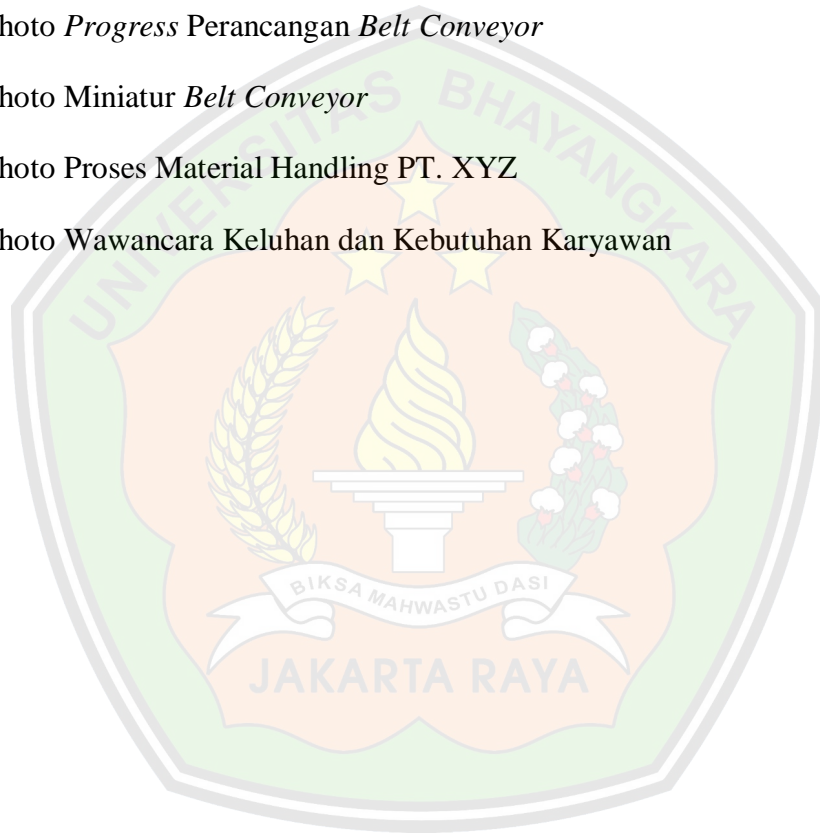 hoto Progress Perancangan Belt Conveyor
hoto Miniatur Belt Conveyor
hoto Proses Material Handling PT. XYZ
hoto Wawancara Keluhan dan Kebutuhan Karyawan
UNIVERSITAS BHAYANGKARA
BIKSA MAHWASTU DASI
JAKARTA RAYA